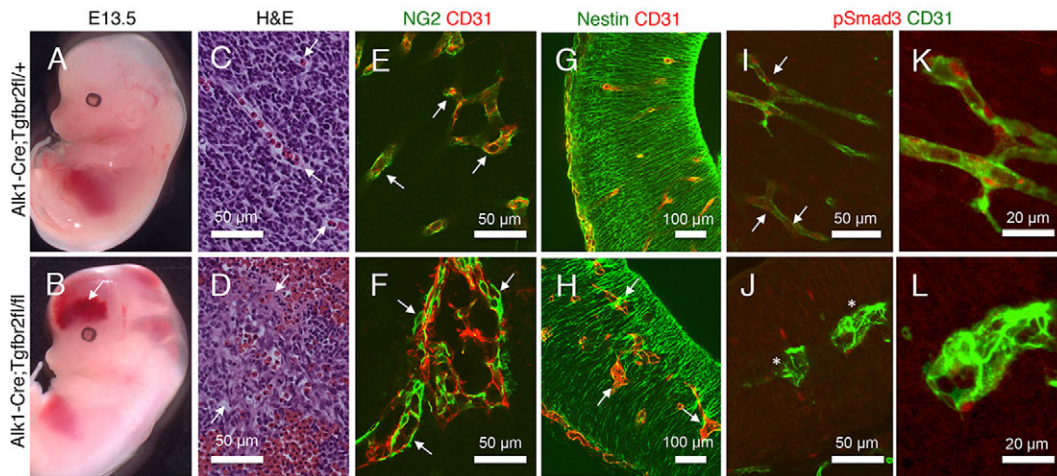 E13.5 H&E NG2 CD31 Nestin CD31 pSmad3 CD31
Alk1-Cre;Tgfbr2fl/+
A C E G I K
50 µm 50 µm 100 µm 50 µm 20 µm
Alk1-Cre;Tgfbr2fl/fl
B D F H J L
* *
50 µm 50 µm 100 µm 50 µm 20 µm